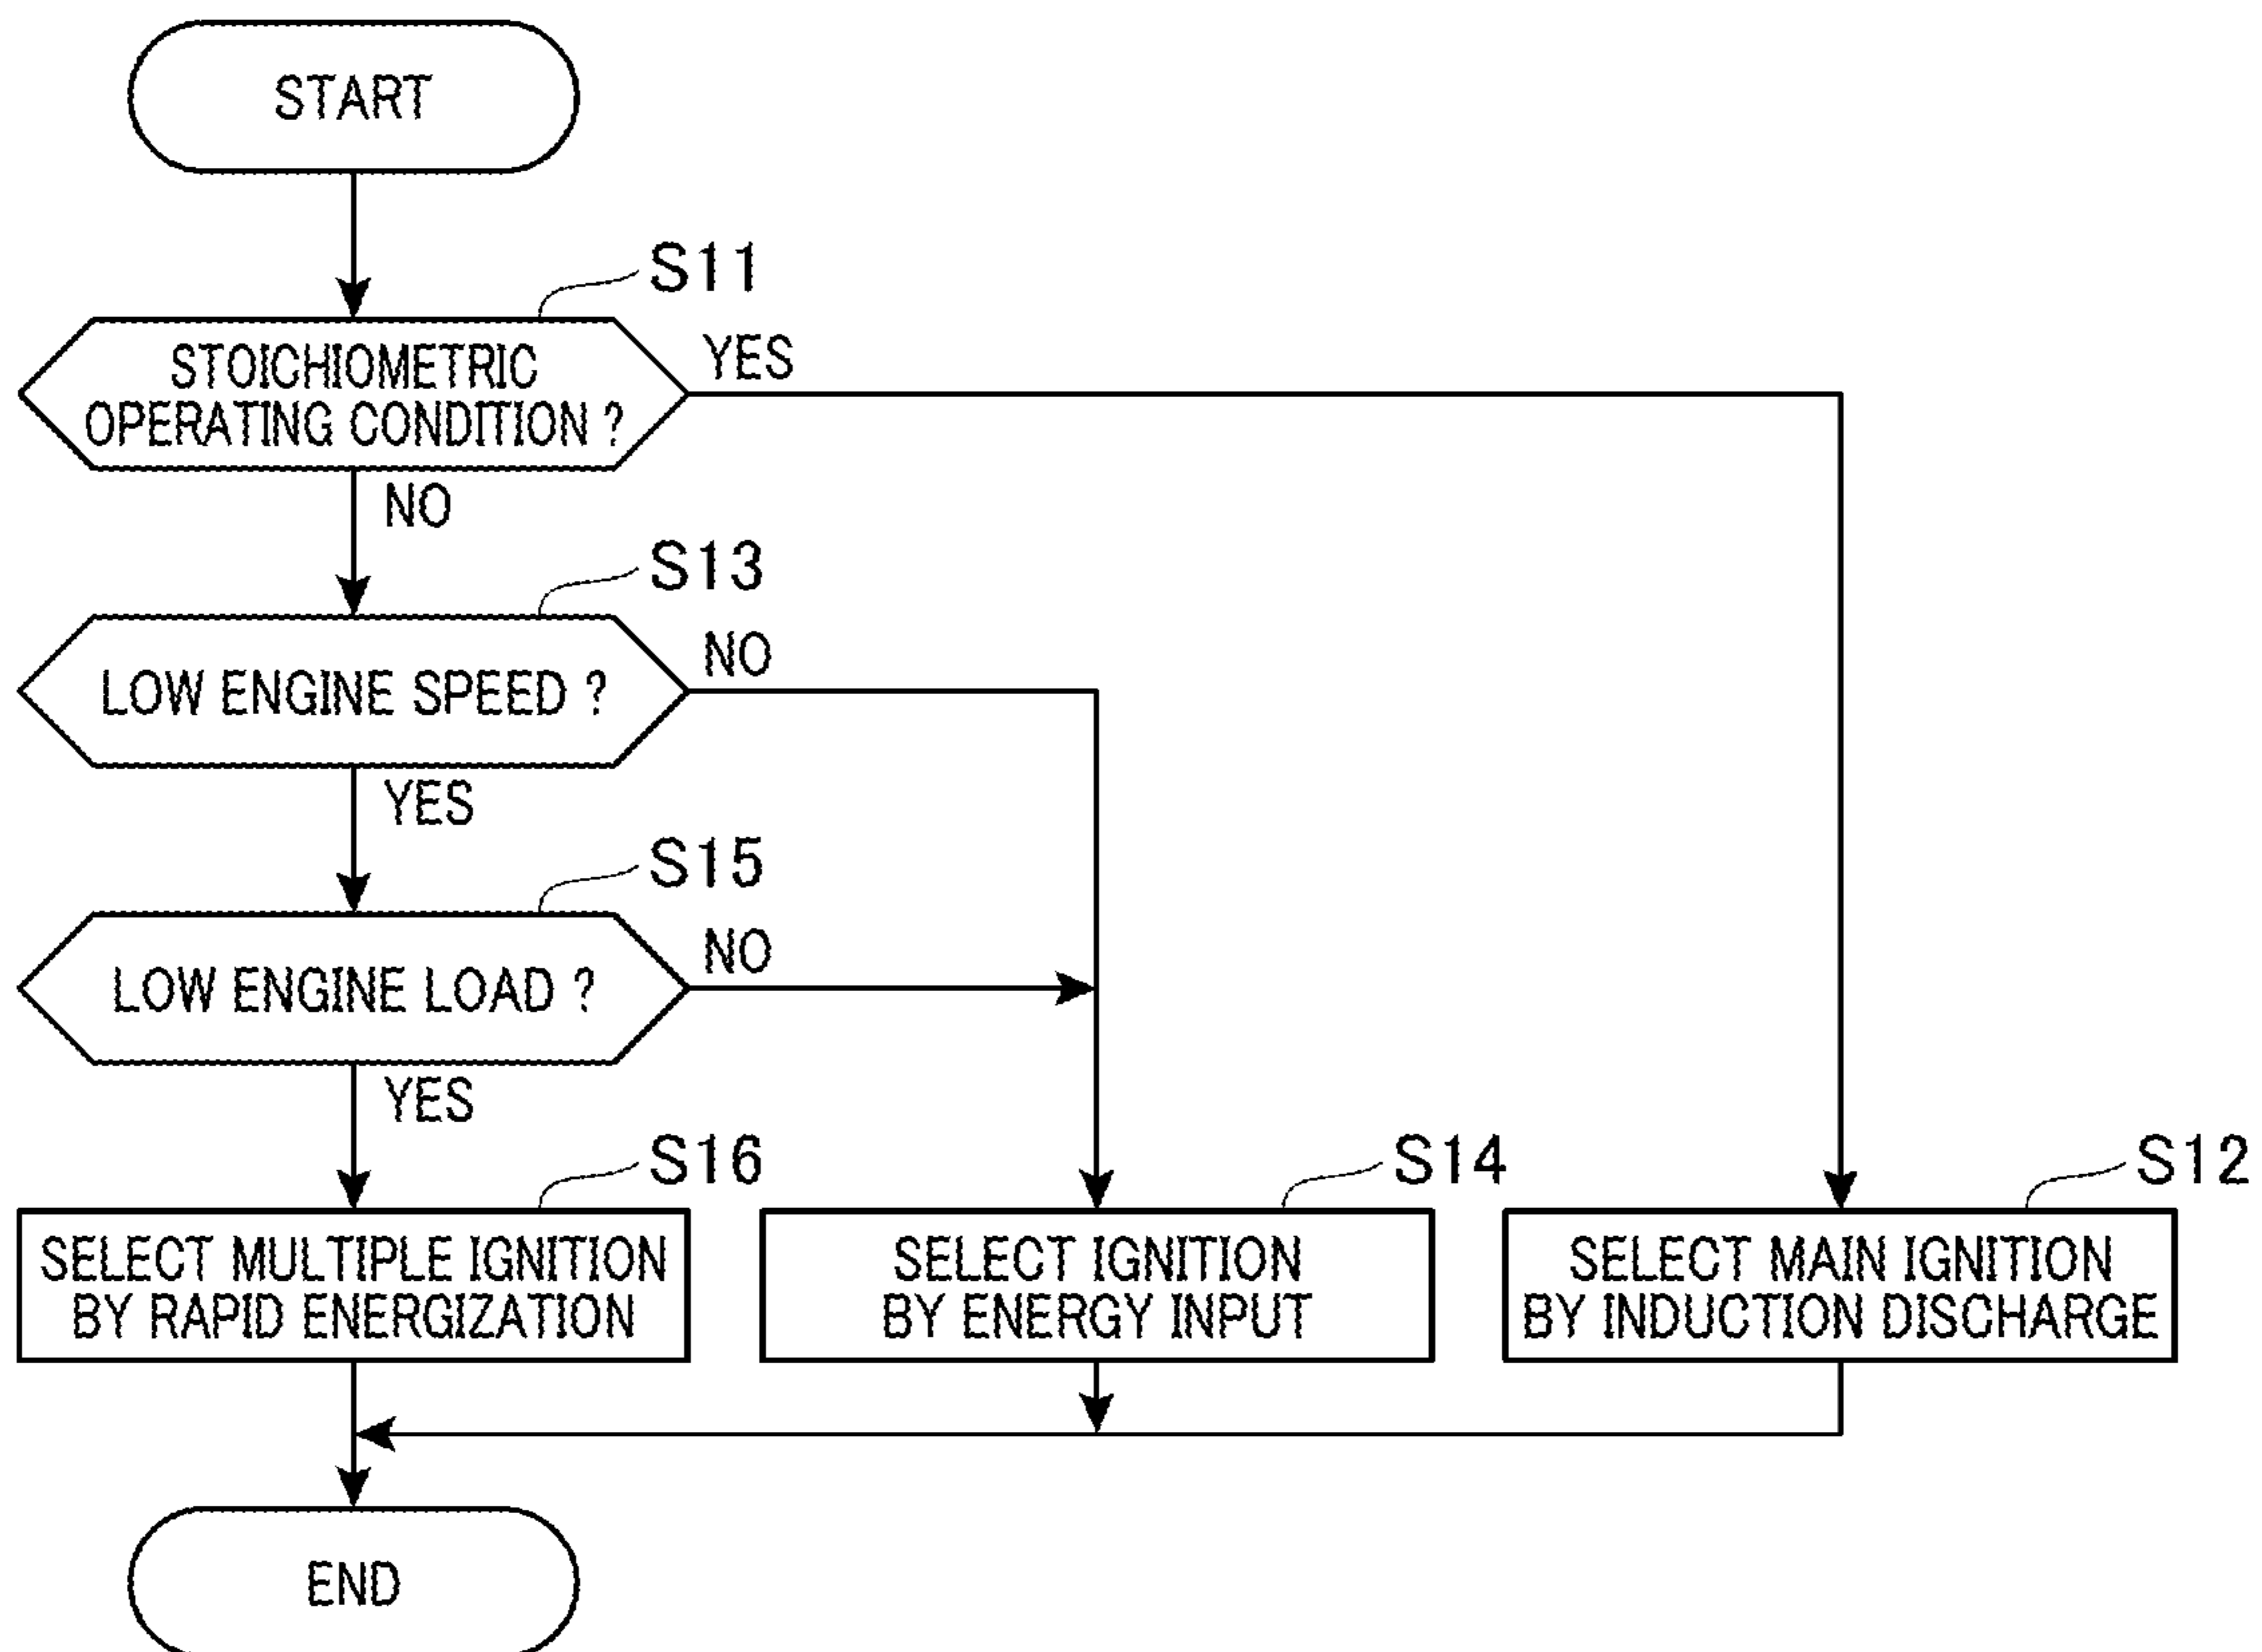 START
S11
STOICHIOMETRIC
OPERATING CONDITION ?
YES
NO
S13
LOW ENGINE SPEED ?
NO
YES
S15
LOW ENGINE LOAD ?
NO
YES
S16
SELECT MULTIPLE IGNITION
BY RAPID ENERGIZATION
S14
SELECT IGNITION
BY ENERGY INPUT
S12
SELECT MAIN IGNITION
BY INDUCTION DISCHARGE
END